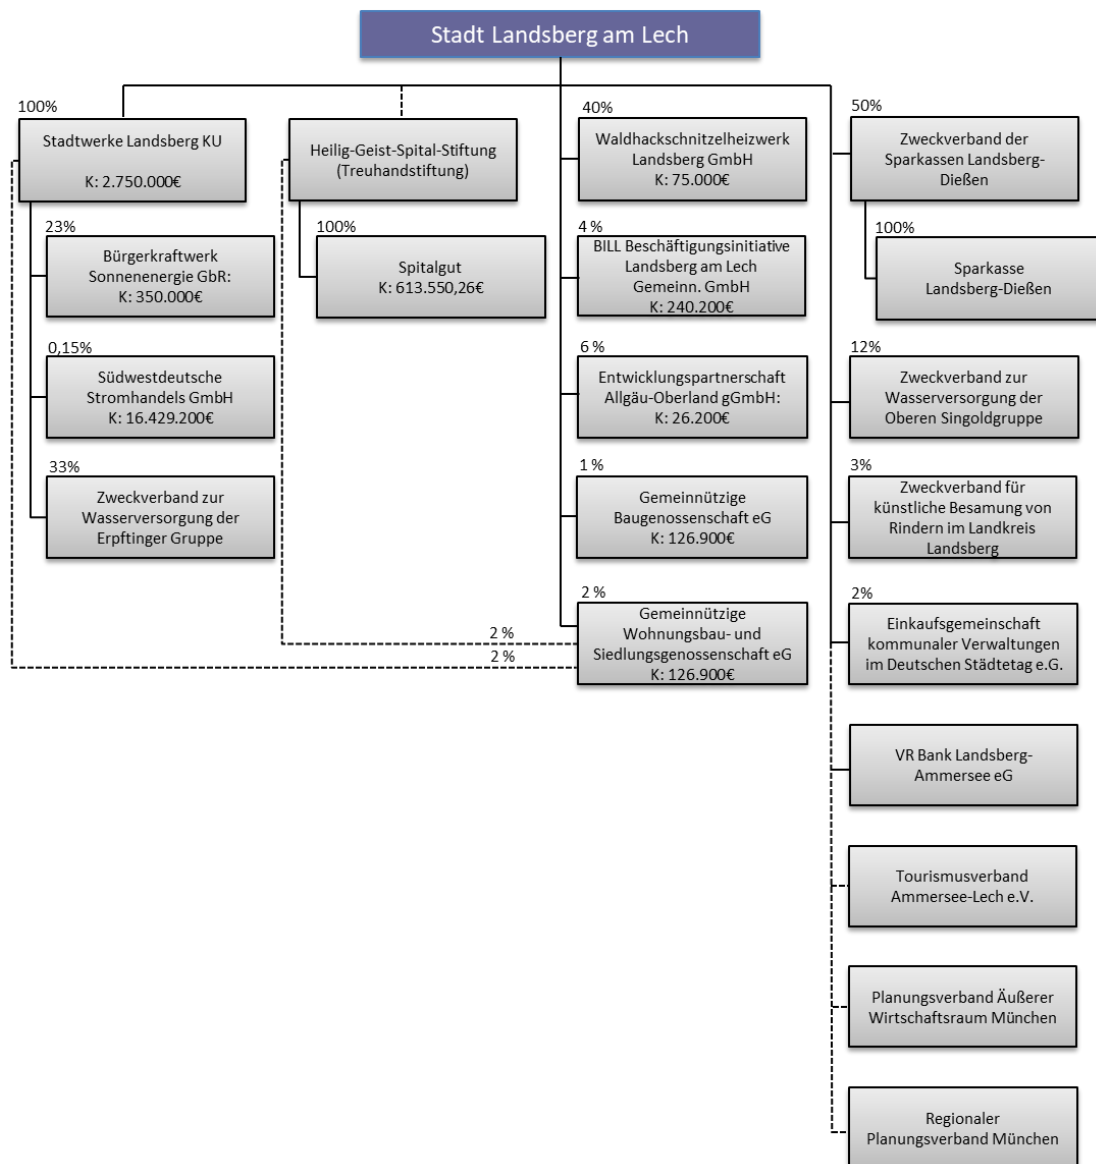 Stadt Landsberg am Lech
100%
Stadtwerke Landsberg KU
K: 2.750.000€
23%
Bürgerkraftwerk
Sonnenenergie GbR:
K: 350.000€
0,15%
Südwestdeutsche
Stromhandels GmbH
K: 16.429.200€
33%
Zweckverband zur
Wasserversorgung der
Erpftinger Gruppe
Heilig-Geist-Spital-Stiftung
(Treuhandstiftung)
100%
Spitalgut
K: 613.550,26€
40%
Waldhackschnitzelheizwerk
Landsberg GmbH
K: 75.000€
4 %
BILL Beschäftigungsinitiative
Landsberg am Lech
Gemeinn. GmbH
K: 240.200€
6 %
Entwicklungspartnerschaft
Allgäu-Oberland gGmbH:
K: 26.200€
1 %
Gemeinnützige
Baugenossenschaft eG
K: 126.900€
2 %
2 %
2 %
Gemeinnützige
Wohnungsbau- und
Siedlungsgenossenschaft eG
K: 126.900€
50%
Zweckverband der
Sparkassen Landsberg-
Dießen
100%
Sparkasse
Landsberg-Dießen
12%
Zweckverband zur
Wasserversorgung der
Oberen Singoldgruppe
3%
Zweckverband für
künstliche Besamung von
Rindern im Landkreis
Landsberg
2%
Einkaufsgemeinschaft
kommunaler Verwaltungen
im Deutschen Städtetag e.G.
VR Bank Landsberg-
Ammersee eG
Tourismusverband
Ammersee-Lech e.V.
Planungsverband Äußerer
Wirtschaftsraum München
Regionaler
Planungsverband München